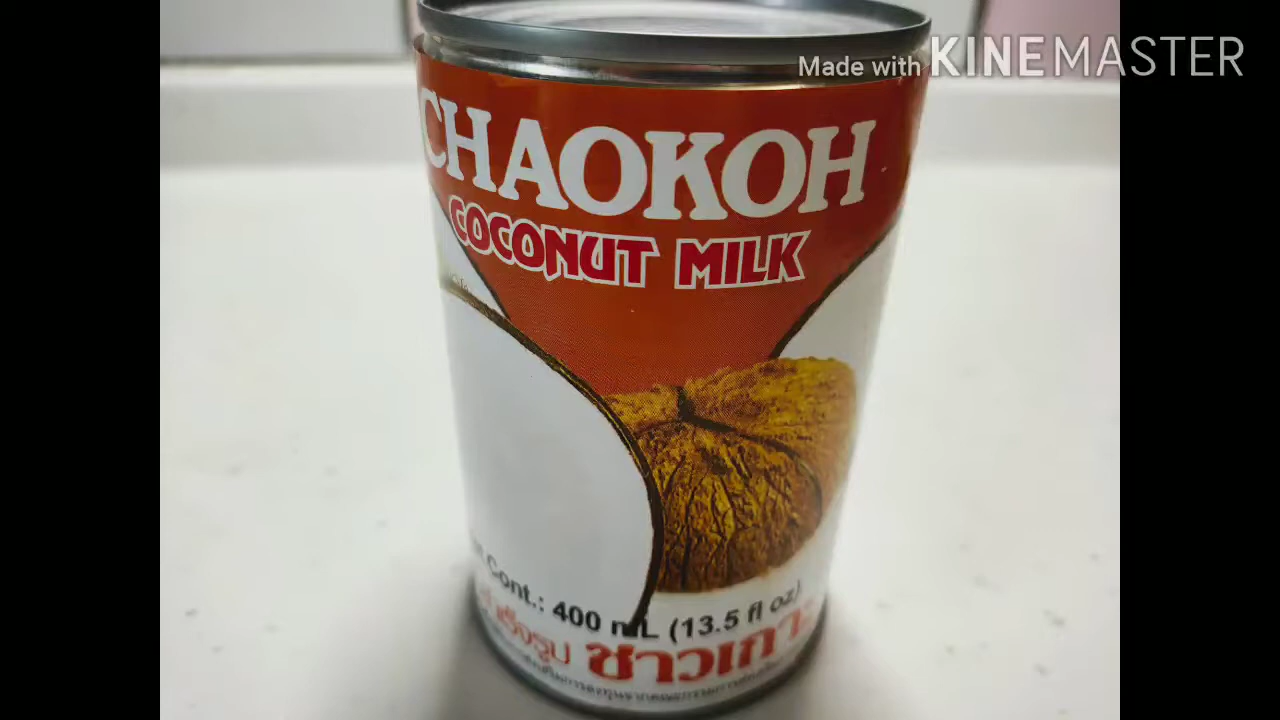 Made with KINEMASTER
CHAOKOH
COCONUT MILK
Cont.: 400 mL (13.5 fl oz)
ชาวเกาะ